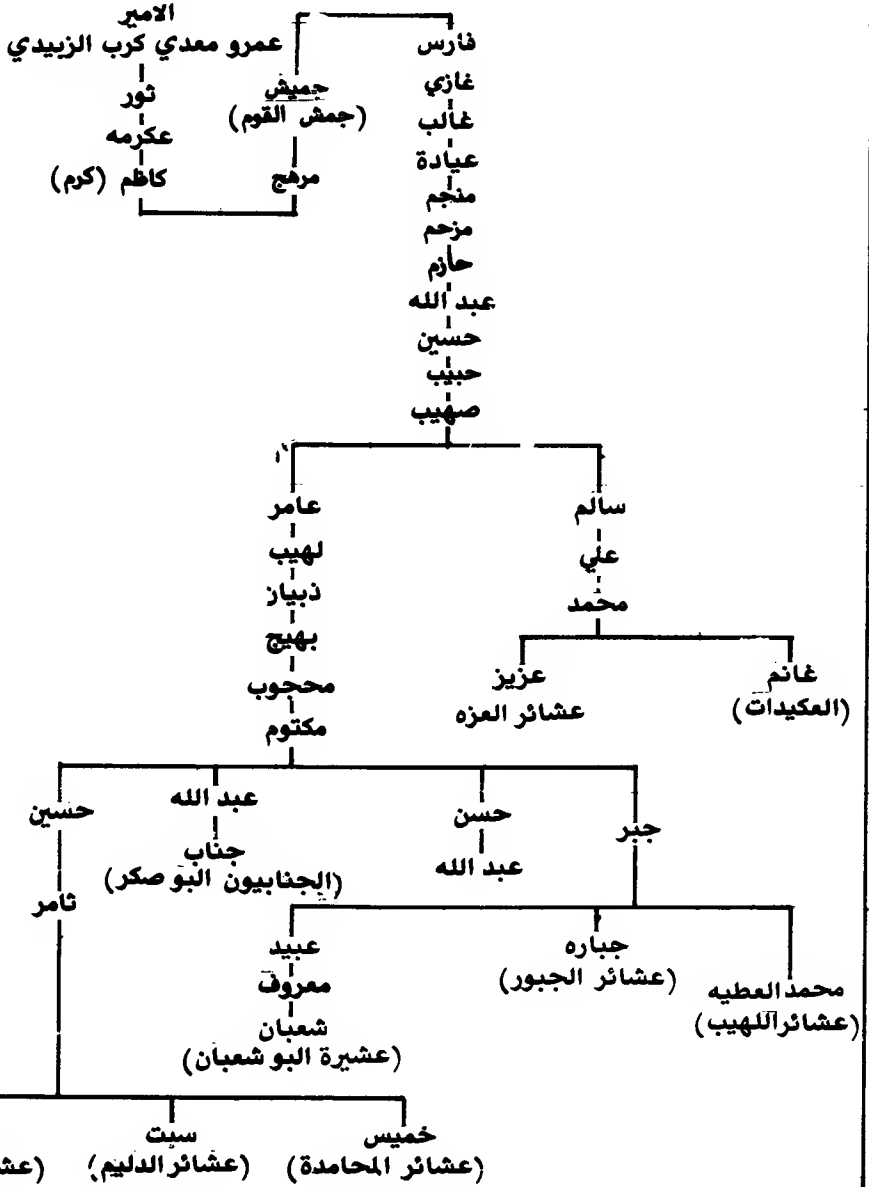 الامير
عمرو معدي كرب الزبيدي
ثور
عكرمه
كاظم (كرم)
مرهج
جميش
(جمش القوم)
فارس
غازي
غالب
عيادة
منجم
مزحم
حازم
عبد الله
حسين
حبيب
صهيب
سالم
علي
محمد
غانم
(العكيدات)
عزيز
عشائر العزه
عامر
لهيب
ذبيان
بهيج
محجوب
مكتوم
جبر
حسن
عبد الله
عبد الله
جناب
(الجنابيون البو صكر)
حسين
ثامر
محمد العطيه
(عشائر اللهيب)
جباره
(عشائر الجبور)
عبيد
معروف
شعبان
(عشيرة البو شعبان)
خميس
(عشائر المحامدة)
سبت
(عشائر الدليم)